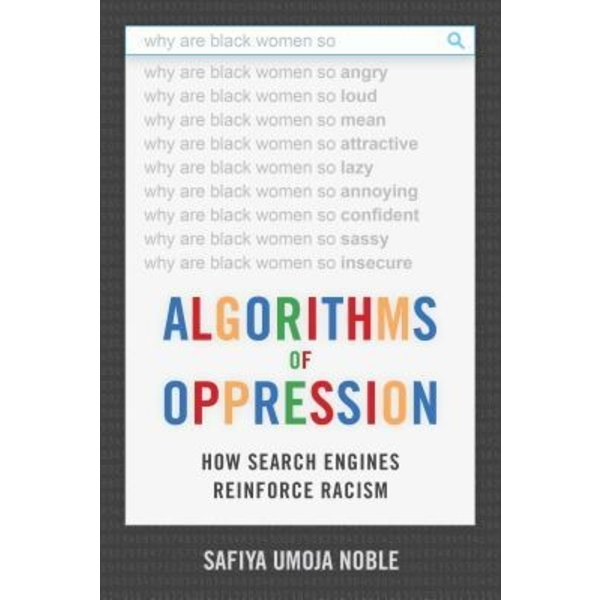 why are black women so
why are black women so angry
why are black women so loud
why are black women so mean
why are black women so attractive
why are black women so lazy
why are black women so annoying
why are black women so confident
why are black women so sassy
why are black women so insecure
ALGORITHMS
OF
OPPRESSION
HOW SEARCH ENGINES
REINFORCE RACISM
SAFIYA UMOJA NOBLE